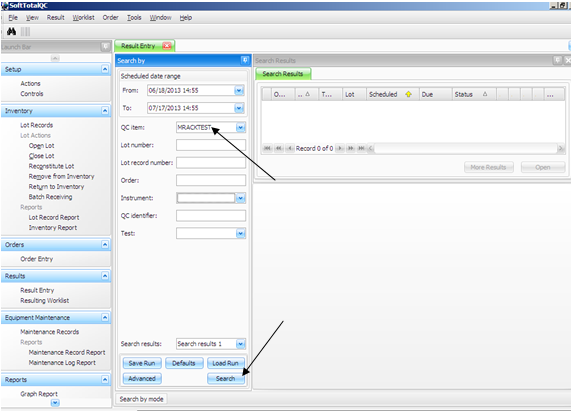 SoftTotalQC
File View Result Worklist Order Tools Window Help
Launch Bar
Setup
Actions
Controls
Inventory
Lot Records
Lot Actions
Open Lot
Close Lot
Reconstitute Lot
Remove from Inventory
Return to Inventory
Batch Receiving
Reports
Lot Record Report
Inventory Report
Orders
Order Entry
Results
Result Entry
Resulting Worklist
Equipment Maintenance
Maintenance Records
Reports
Maintenance Record Report
Maintenance Log Report
Reports
Graph Report
Result Entry
Search by
Scheduled date range
From: 06/18/2013 14:55
To: 07/17/2013 14:55
QC item: MRACKTEST
Lot number:
Lot record number:
Order:
Instrument:
QC identifier:
Test:
Search results: Search results 1
Save Run Defaults Load Run
Advanced Search
Search by mode
Search Results
Search Results
O... .. T... Lot Scheduled Due Status ...
Record 0 of 0
More Results Open